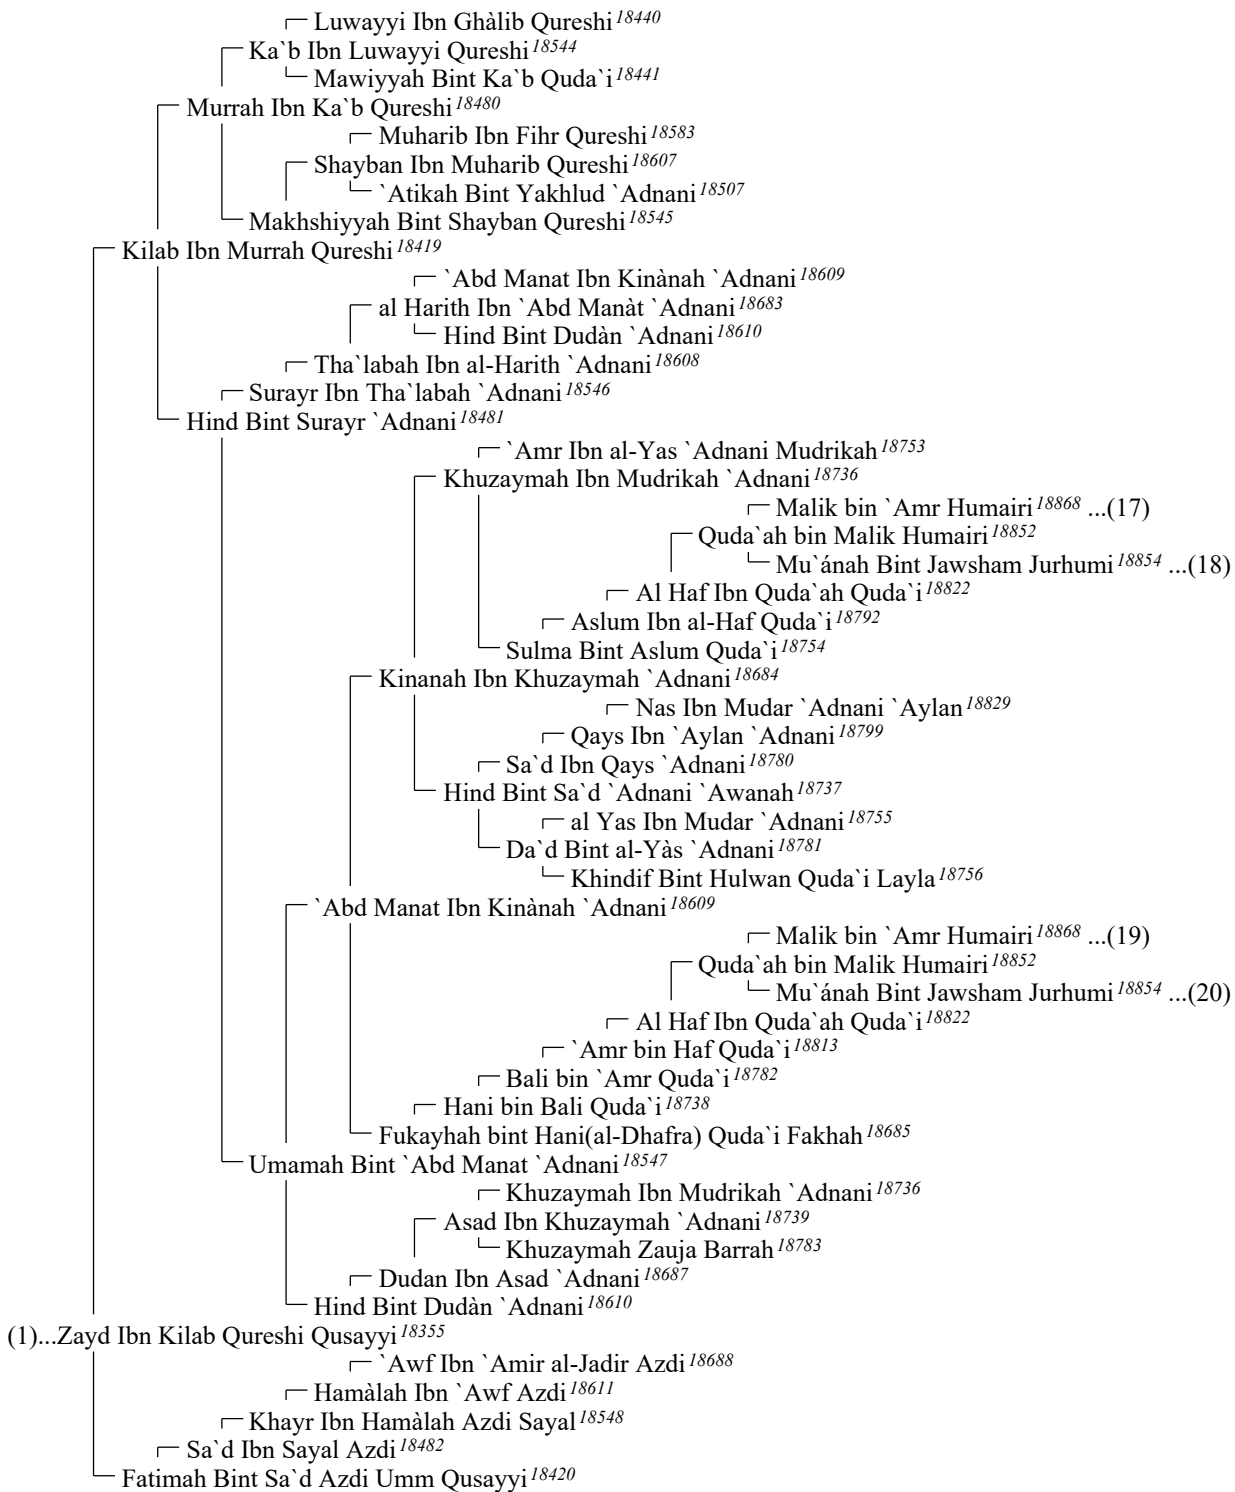 Luwayyi Ibn Ghàlib Qureshi 18440
Ka`b Ibn Luwayyi Qureshi 18544
Mawiyyah Bint Ka`b Quda`i 18441
Murrah Ibn Ka`b Qureshi 18480
Muharib Ibn Fihr Qureshi 18583
Shayban Ibn Muharib Qureshi 18607
`Atikah Bint Yakhlud `Adnani 18507
Makhshiyyah Bint Shayban Qureshi 18545
Kilab Ibn Murrah Qureshi 18419
`Abd Manat Ibn Kinànah `Adnani 18609
al Harith Ibn `Abd Manàt `Adnani 18683
Hind Bint Dudàn `Adnani 18610
Tha`labah Ibn al-Harith `Adnani 18608
Surayr Ibn Tha`labah `Adnani 18546
Hind Bint Surayr `Adnani 18481
`Amr Ibn al-Yas `Adnani Mudrikah 18753
Khuzaymah Ibn Mudrikah `Adnani 18736
Malik bin `Amr Humairi 18868 ...(17)
Quda`ah bin Malik Humairi 18852
Mu`ánah Bint Jawsham Jurhumi 18854 ...(18)
Al Haf Ibn Quda`ah Quda`i 18822
Aslum Ibn al-Haf Quda`i 18792
Sulma Bint Aslum Quda`i 18754
Kinanah Ibn Khuzaymah `Adnani 18684
Nas Ibn Mudar `Adnani `Aylan 18829
Qays Ibn `Aylan `Adnani 18799
Sa`d Ibn Qays `Adnani 18780
Hind Bint Sa`d `Adnani `Awanah 18737
al Yas Ibn Mudar `Adnani 18755
Da`d Bint al-Yàs `Adnani 18781
Khindif Bint Hulwan Quda`i Layla 18756
`Abd Manat Ibn Kinànah `Adnani 18609
Malik bin `Amr Humairi 18868 ...(19)
Quda`ah bin Malik Humairi 18852
Mu`ánah Bint Jawsham Jurhumi 18854 ...(20)
Al Haf Ibn Quda`ah Quda`i 18822
`Amr bin Haf Quda`i 18813
Bali bin `Amr Quda`i 18782
Hani bin Bali Quda`i 18738
Fukayhah bint Hani(al-Dhafra) Quda`i Fakhah 18685
Umamah Bint `Abd Manat `Adnani 18547
Khuzaymah Ibn Mudrikah `Adnani 18736
Asad Ibn Khuzaymah `Adnani 18739
Khuzaymah Zauja Barrah 18783
Dudan Ibn Asad `Adnani 18687
Hind Bint Dudàn `Adnani 18610
(1)...Zayd Ibn Kilab Qureshi Qusayyi 18355
`Awf Ibn `Amir al-Jadir Azdi 18688
Hamàlah Ibn `Awf Azdi 18611
Khayr Ibn Hamàlah Azdi Sayal 18548
Sa`d Ibn Sayal Azdi 18482
Fatimah Bint Sa`d Azdi Umm Qusayyi 18420